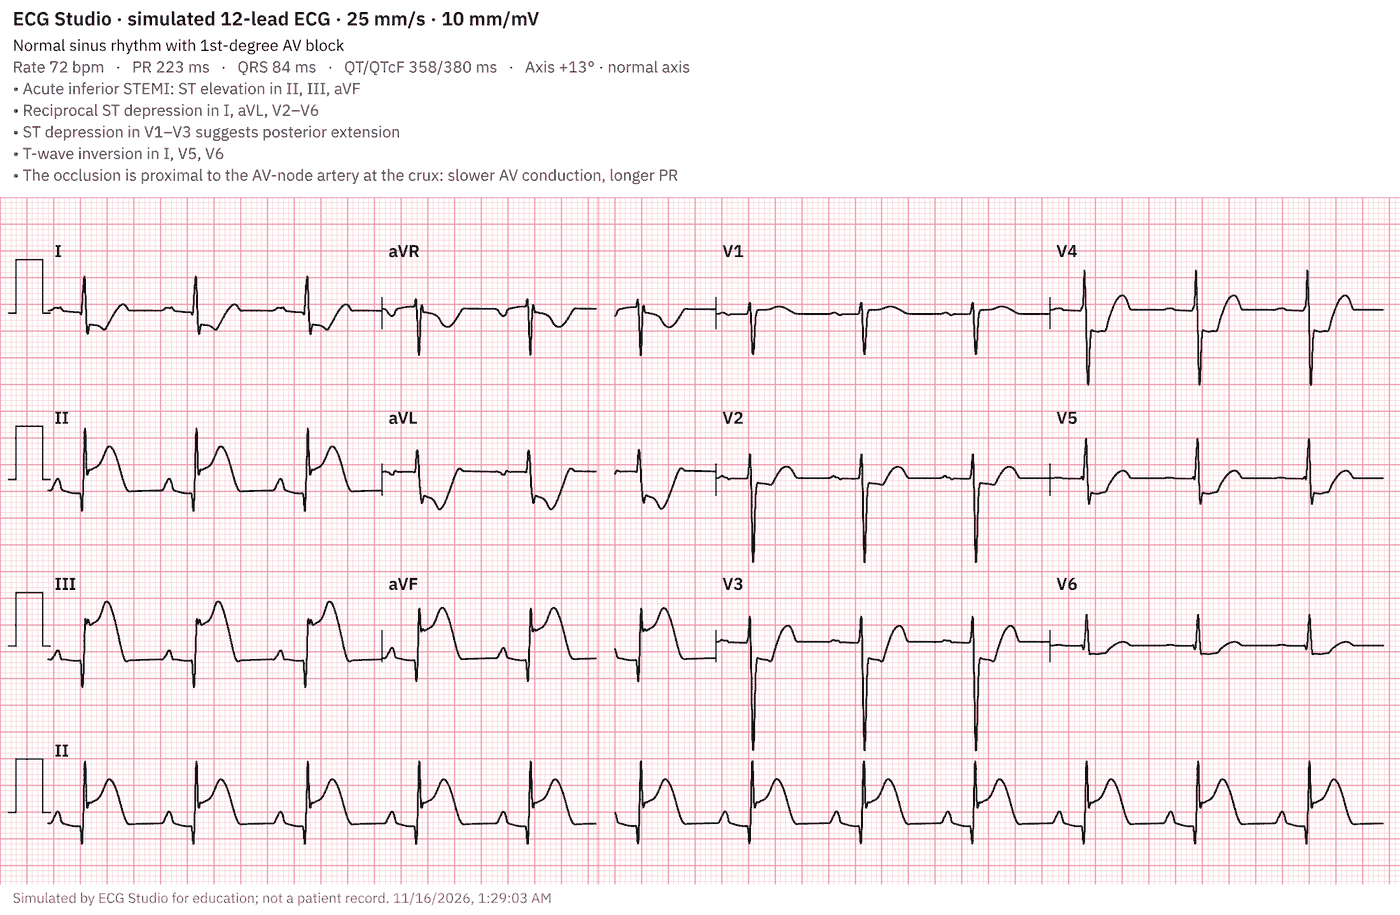 ECG Studio · simulated 12-lead ECG · 25 mm/s · 10 mm/mV
Normal sinus rhythm with 1st-degree AV block
Rate 72 bpm · PR 223 ms · QRS 84 ms · QT/QTcF 358/380 ms · Axis +13° · normal axis
• Acute inferior STEMI: ST elevation in II, III, aVF
• Reciprocal ST depression in I, aVL, V2–V6
• ST depression in V1–V3 suggests posterior extension
• T-wave inversion in I, V5, V6
• The occlusion is proximal to the AV-node artery at the crux: slower AV conduction, longer PR
I aVR V1 V4
II aVL V2 V5
III aVF V3 V6
II
Simulated by ECG Studio for education; not a patient record. 11/16/2026, 1:29:03 AM